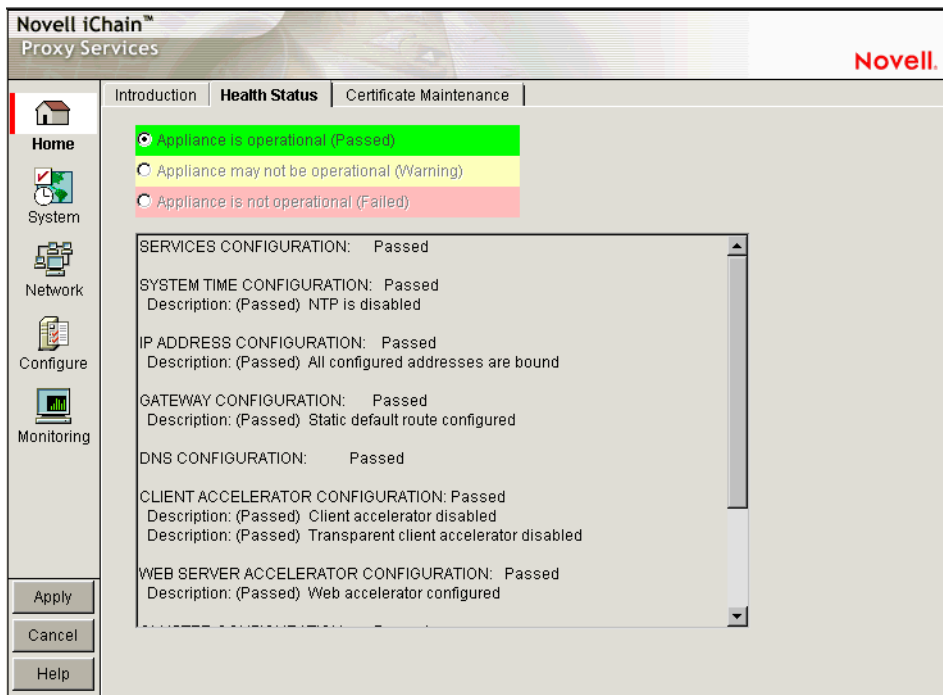 Novell iChain™
Proxy Services
Novell.
Introduction
Health Status
Certificate Maintenance
Home
System
Network
Configure
Monitoring
Appliance is operational (Passed)
Appliance may not be operational (Warning)
Appliance is not operational (Failed)
SERVICES CONFIGURATION: Passed
SYSTEM TIME CONFIGURATION: Passed
Description: (Passed) NTP is disabled
IP ADDRESS CONFIGURATION: Passed
Description: (Passed) All configured addresses are bound
GATEWAY CONFIGURATION: Passed
Description: (Passed) Static default route configured
DNS CONFIGURATION: Passed
CLIENT ACCELERATOR CONFIGURATION: Passed
Description: (Passed) Client accelerator disabled
Description: (Passed) Transparent client accelerator disabled
WEB SERVER ACCELERATOR CONFIGURATION: Passed
Description: (Passed) Web accelerator configured
Apply
Cancel
Help